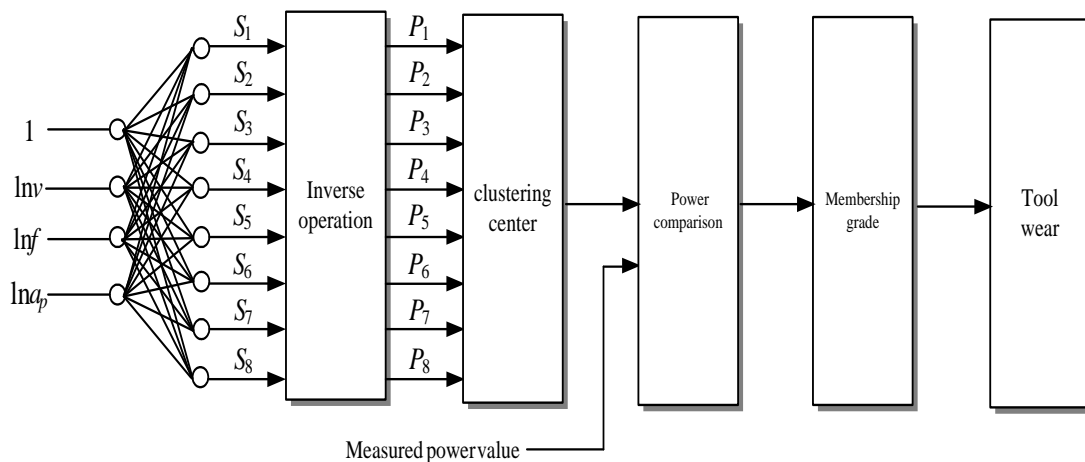 1
lnv
lnf
lnap
S1
S2
S3
S4
S5
S6
S7
S8
Inverse
operation
P1
P2
P3
P4
P5
P6
P7
P8
clustering
center
Power
comparison
Membership
grade
Tool
wear
Measured power value